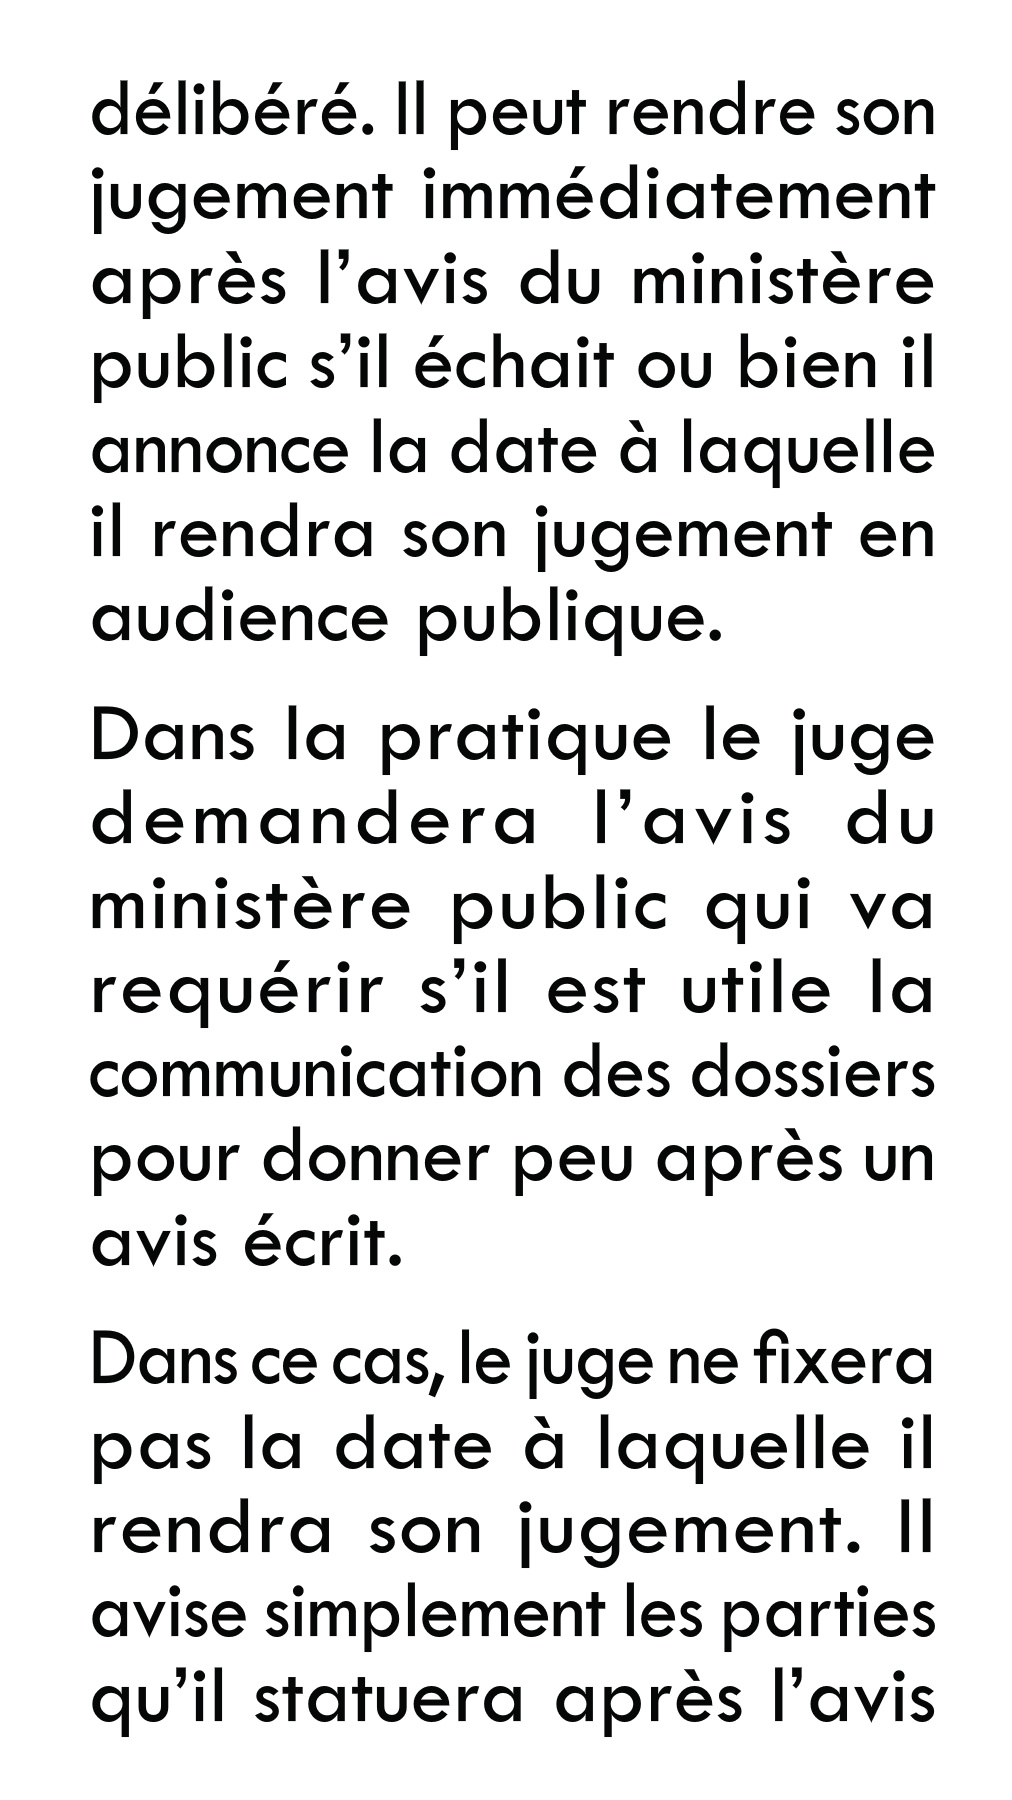 délibéré. Il peut rendre son
jugement immédiatement
après l’avis du ministère
public s’il échait ou bien il
annonce la date à laquelle
il rendra son jugement en
audience publique.
Dans la pratique le juge
demandera l’avis du
ministère public qui va
requérir s’il est utile la
communication des dossiers
pour donner peu après un
avis écrit.
Dans ce cas, le juge ne fixera
pas la date à laquelle il
rendra son jugement. Il
avise simplement les parties
qu’il statuera après l’avis